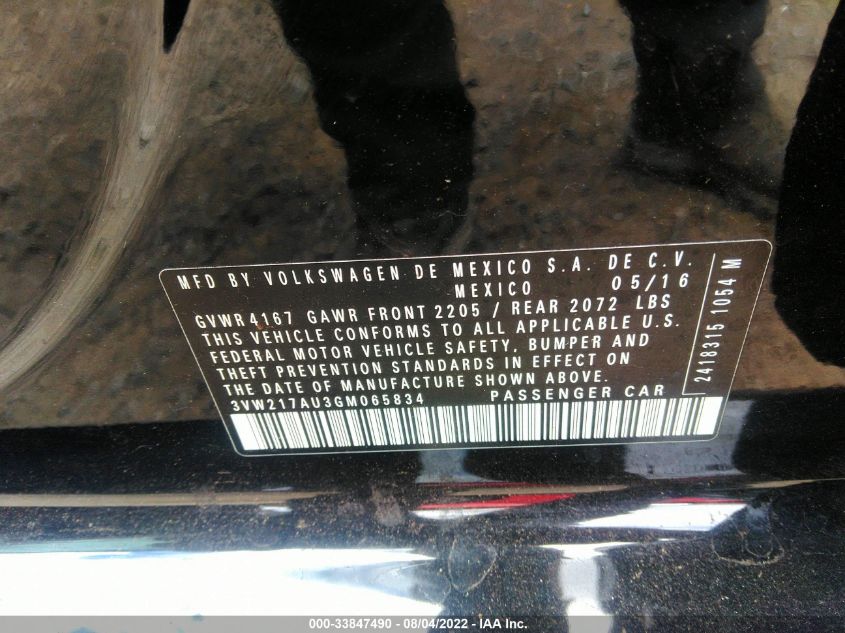 MFD BY VOLKSWAGEN DE MEXICO S.A. DE C.V.
MEXICO 05/16
GVWR 4167 GAWR FRONT 2205 / REAR 2072 LBS
THIS VEHICLE CONFORMS TO ALL APPLICABLE U.S.
FEDERAL MOTOR VEHICLE SAFETY, BUMPER AND
THEFT PREVENTION STANDARDS IN EFFECT ON
THE DATE OF MANUFACTURE SHOWN ABOVE.
3VW217AU3GM065834 PASSENGER CAR
2418315 1054 M
000-33847490 - 08/04/2022 - IAA Inc.